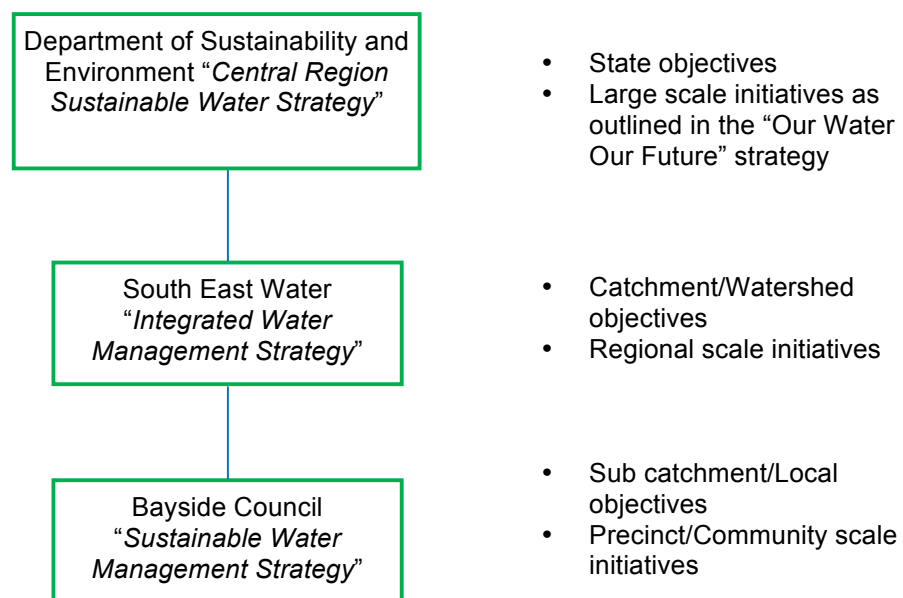 Department of Sustainability and
Environment “Central Region
Sustainable Water Strategy”
• State objectives
• Large scale initiatives as
outlined in the “Our Water
Our Future” strategy
South East Water
“Integrated Water
Management Strategy”
• Catchment/Watershed
objectives
• Regional scale initiatives
Bayside Council
“Sustainable Water
Management Strategy”
• Sub catchment/Local
objectives
• Precinct/Community scale
initiatives